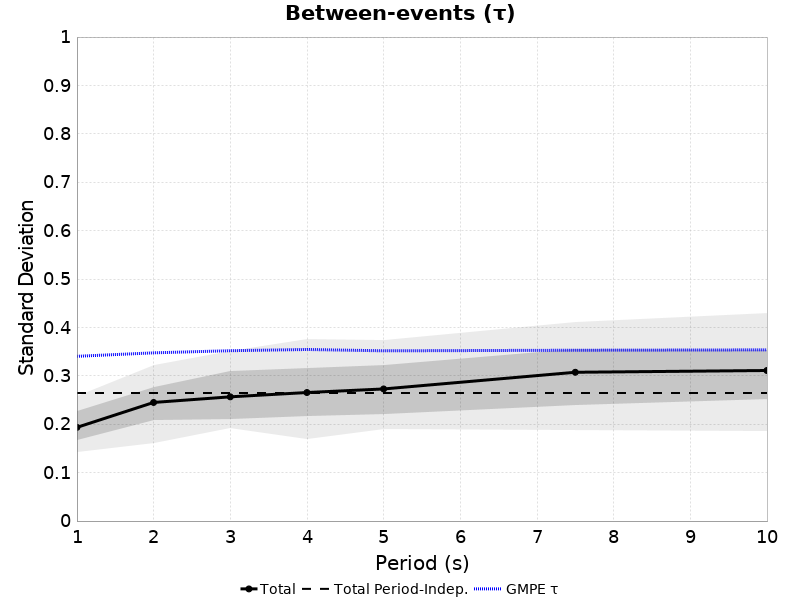 Between-events (τ)
Standard Deviation
1
0.9
0.8
0.7
0.6
0.5
0.4
0.3
0.2
0.1
0
1 2 3 4 5 6 7 8 9 10
Period (s)
Total Total Period-Indep. GMPE τ